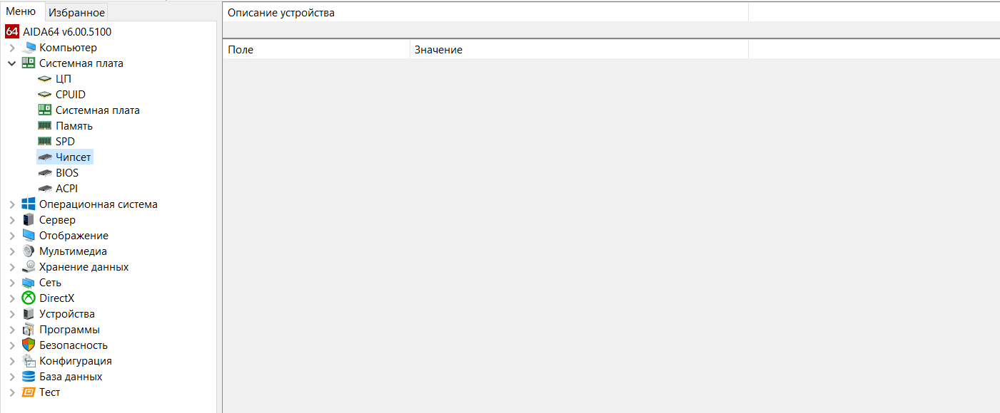 Меню
Избранное
64 AIDA64 v6.00.5100
Компьютер
Системная плата
ЦП
CPUID
Системная плата
Память
SPD
Чипсет
BIOS
ACPI
Операционная система
Сервер
Отображение
Мультимедиа
Хранение данных
Сеть
DirectX
Устройства
Программы
Безопасность
Конфигурация
База данных
Тест
Описание устройства
Поле
Значение